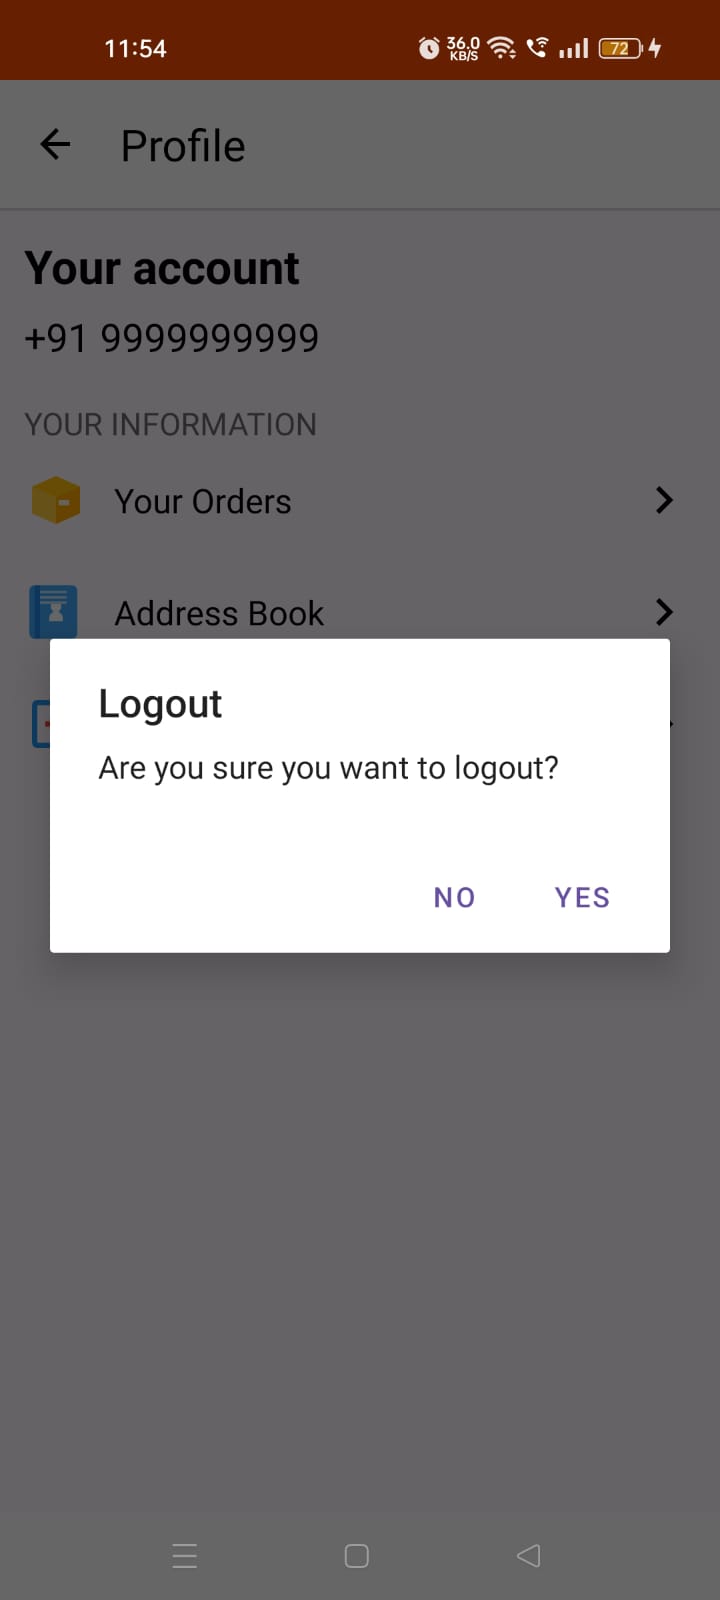 11:54
36.0
KB/S
72
Profile
Your account
+91 9999999999
YOUR INFORMATION
Your Orders
Address Book
Logout
Are you sure you want to logout?
NO YES